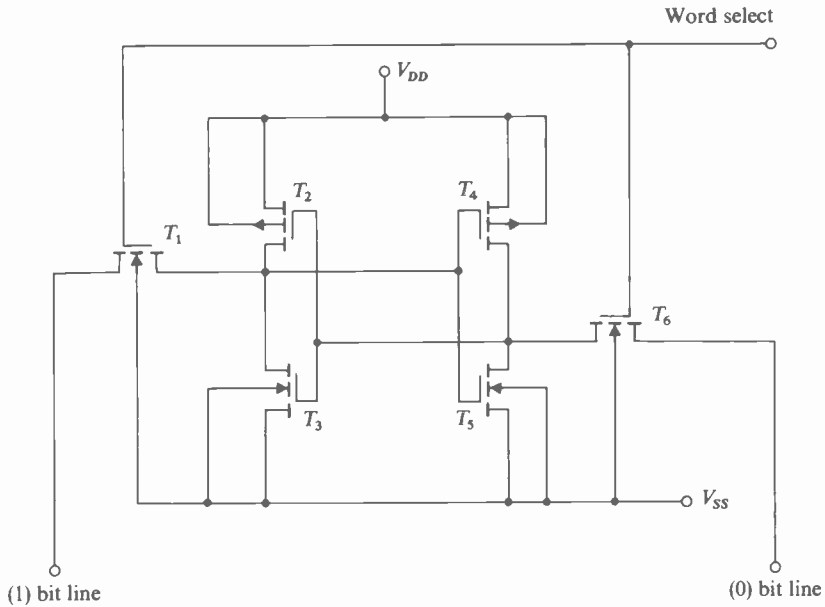 Word select
V_DD
T_2
T_4
T_1
T_6
T_3
T_5
V_SS
(1) bit line
(0) bit line